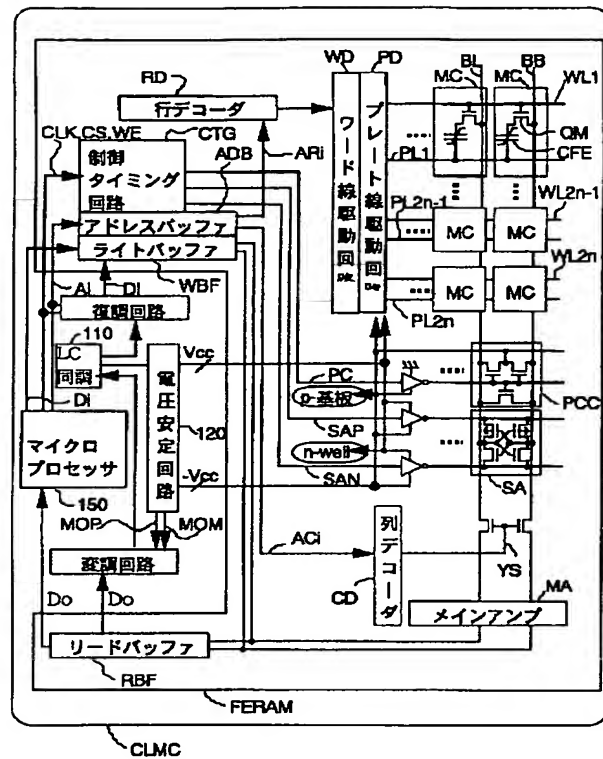 WD PD
BL BB
RD
MC MC
WL1
行デコーダ
CLK,CS,WE
CTG
ADB
ARi
ワード線駆動回路
プレート線駆動回路
QM
CFE
PL1
制御
タイミング
回路
アドレスバッファ
ライトバッファ
WBF
PL2n-1
WL2n-1
MC MC
WL2n
MC MC
PL2n
Ai
Di
復調回路
110
LC
同調
Di
Vcc
電圧安定回路
120
-Vcc
PC
p-基板
PCC
SAP
n-well
SAN
SA
マイクロ
プロセッサ
150
MOP
MOM
ACi
列デコーダ
CD
YS
変調回路
MA
メインアンプ
Do
Do
リードバッファ
RBF
FERAM
CLMC